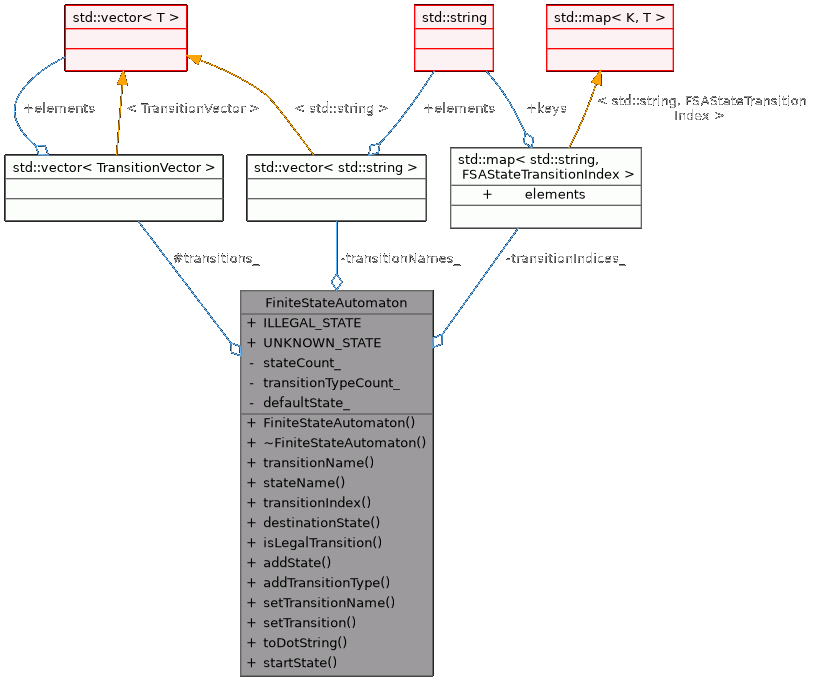 std::vector< T >
std::string
std::map< K, T >
+elements
< TransitionVector >
< std::string >
+elements
+keys
< std::string, FSAStateTransition
Index >
std::vector< TransitionVector >
std::vector< std::string >
std::map< std::string,
FSAStateTransitionIndex >
+ elements
#transitions_
-transitionNames_
-transitionIndices_
FiniteStateAutomaton
+ ILLEGAL_STATE
+ UNKNOWN_STATE
- stateCount_
- transitionTypeCount_
- defaultState_
+ FiniteStateAutomaton()
+ ~FiniteStateAutomaton()
+ transitionName()
+ stateName()
+ transitionIndex()
+ destinationState()
+ isLegalTransition()
+ addState()
+ addTransitionType()
+ setTransitionName()
+ setTransition()
+ toDotString()
+ startState()